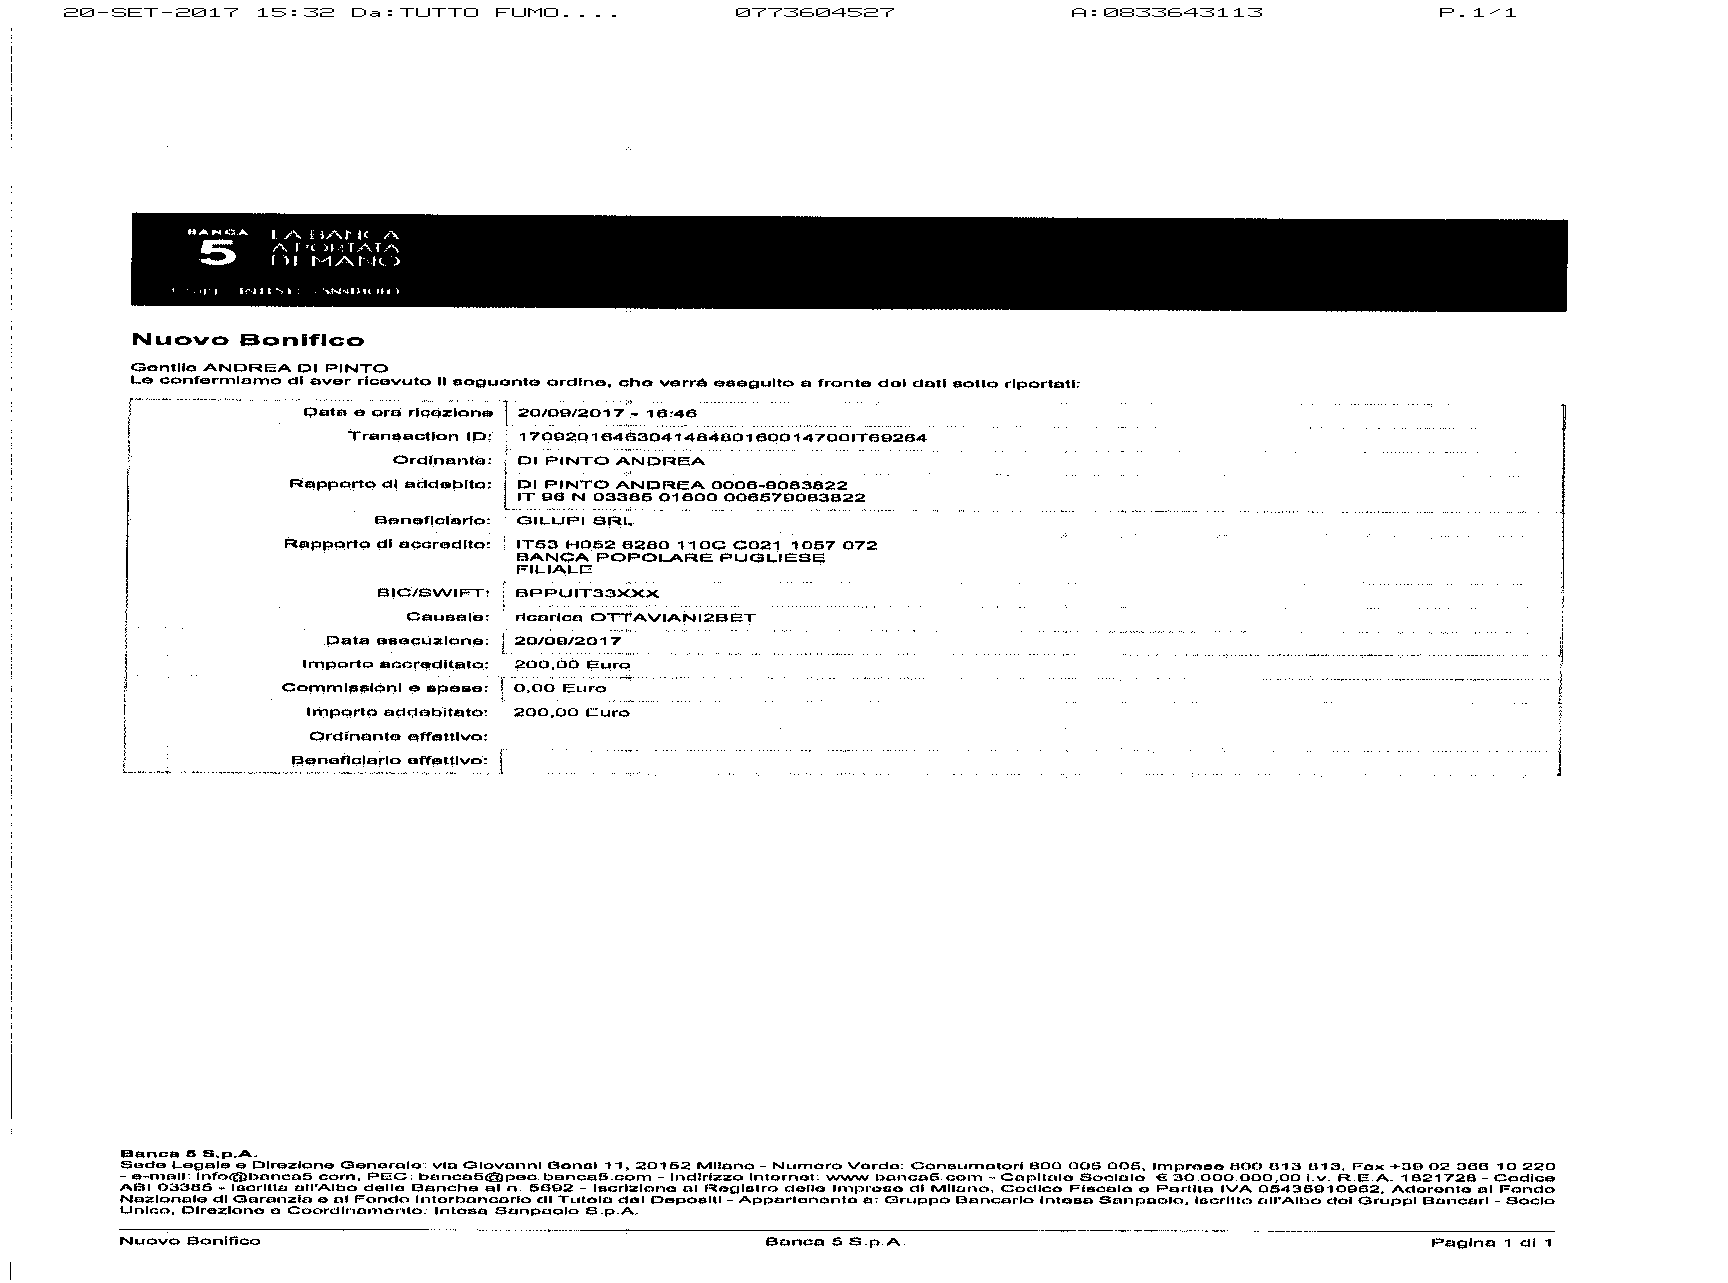 20-SET-2017 15:32 Da:TUTTO FUMO.... 0773604527 A:0833643113 P.1/1
BANCA 5 LA BANCA
A PORTATA
DI MANO
Nuovo Bonifico
Gentile ANDREA DI PINTO
Le confermiamo di aver ricevuto il seguente ordine, che verrà eseguito a fronte dei dati sotto riportati:
Data e ora ricezione 20/09/2017 - 16:46
Transaction ID: 1709201646304148480160014700IT69264
Ordinante: DI PINTO ANDREA
Rapporto di addebito: DI PINTO ANDREA 0006-9083822
IT 96 N 03385 01600 006579083822
Beneficiario: GILUPI SRL
Rapporto di accredito: IT53 H052 6280 110C C021 1057 072
BANCA POPOLARE PUGLIESE
FILIALE
BIC/SWIFT: BPPUIT33XXX
Causale: ricarica OTTAVIANI2BET
Data esecuzione: 20/09/2017
Importo accreditato: 200,00 Euro
Commissioni e spese: 0,00 Euro
Importo addebitato: 200,00 Euro
Ordinante effettivo:
Beneficiario effettivo:
Banca 5 S.p.A.
Sede Legale e Direzione Generale: via Giovanni Bensi 11, 20152 Milano - Numero Verde: Consumatori 800 005 005, Imprese 800 813 813, Fax +39 02 366 10 220
- e-mail: info@banca5.com, PEC: banca5@pec.banca5.com - Indirizzo Internet: www.banca5.com - Capitale Sociale € 30.000.000,00 i.v. R.E.A. 1821728 - Codice
ABI 03385 - Iscritta all'Albo delle Banche al n. 5692 - Iscrizione al Registro delle Imprese di Milano, Codice Fiscale e Partita IVA 05435910962, Aderente al Fondo
Nazionale di Garanzia e al Fondo Interbancario di Tutela dei Depositi - Appartenente a: Gruppo Bancario Intesa Sanpaolo, iscritto all'Albo dei Gruppi Bancari - Socio
Unico, Direzione e Coordinamento: Intesa Sanpaolo S.p.A.
Nuovo Bonifico Banca 5 S.p.A. Pagina 1 di 1